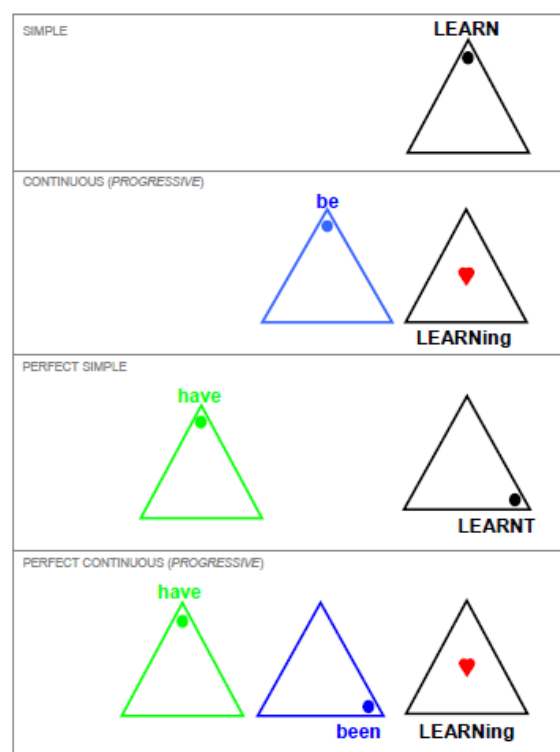 SIMPLE
LEARN
CONTINUOUS (PROGRESSIVE)
be
LEARNing
PERFECT SIMPLE
have
LEARNT
PERFECT CONTINUOUS (PROGRESSIVE)
have
been
LEARNing